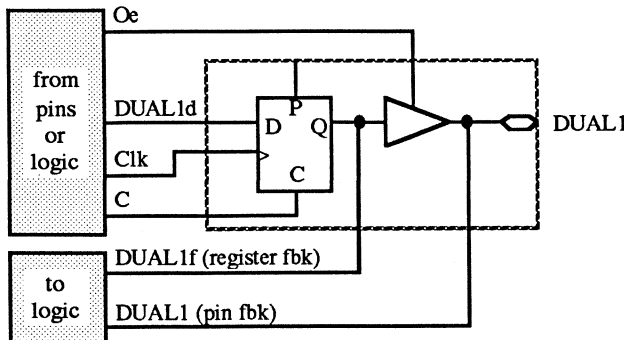 Oe
from
pins
or
logic
DUAL1d
Clk
C
P
D
Q
C
DUAL1
to
logic
DUAL1f (register fbk)
DUAL1 (pin fbk)